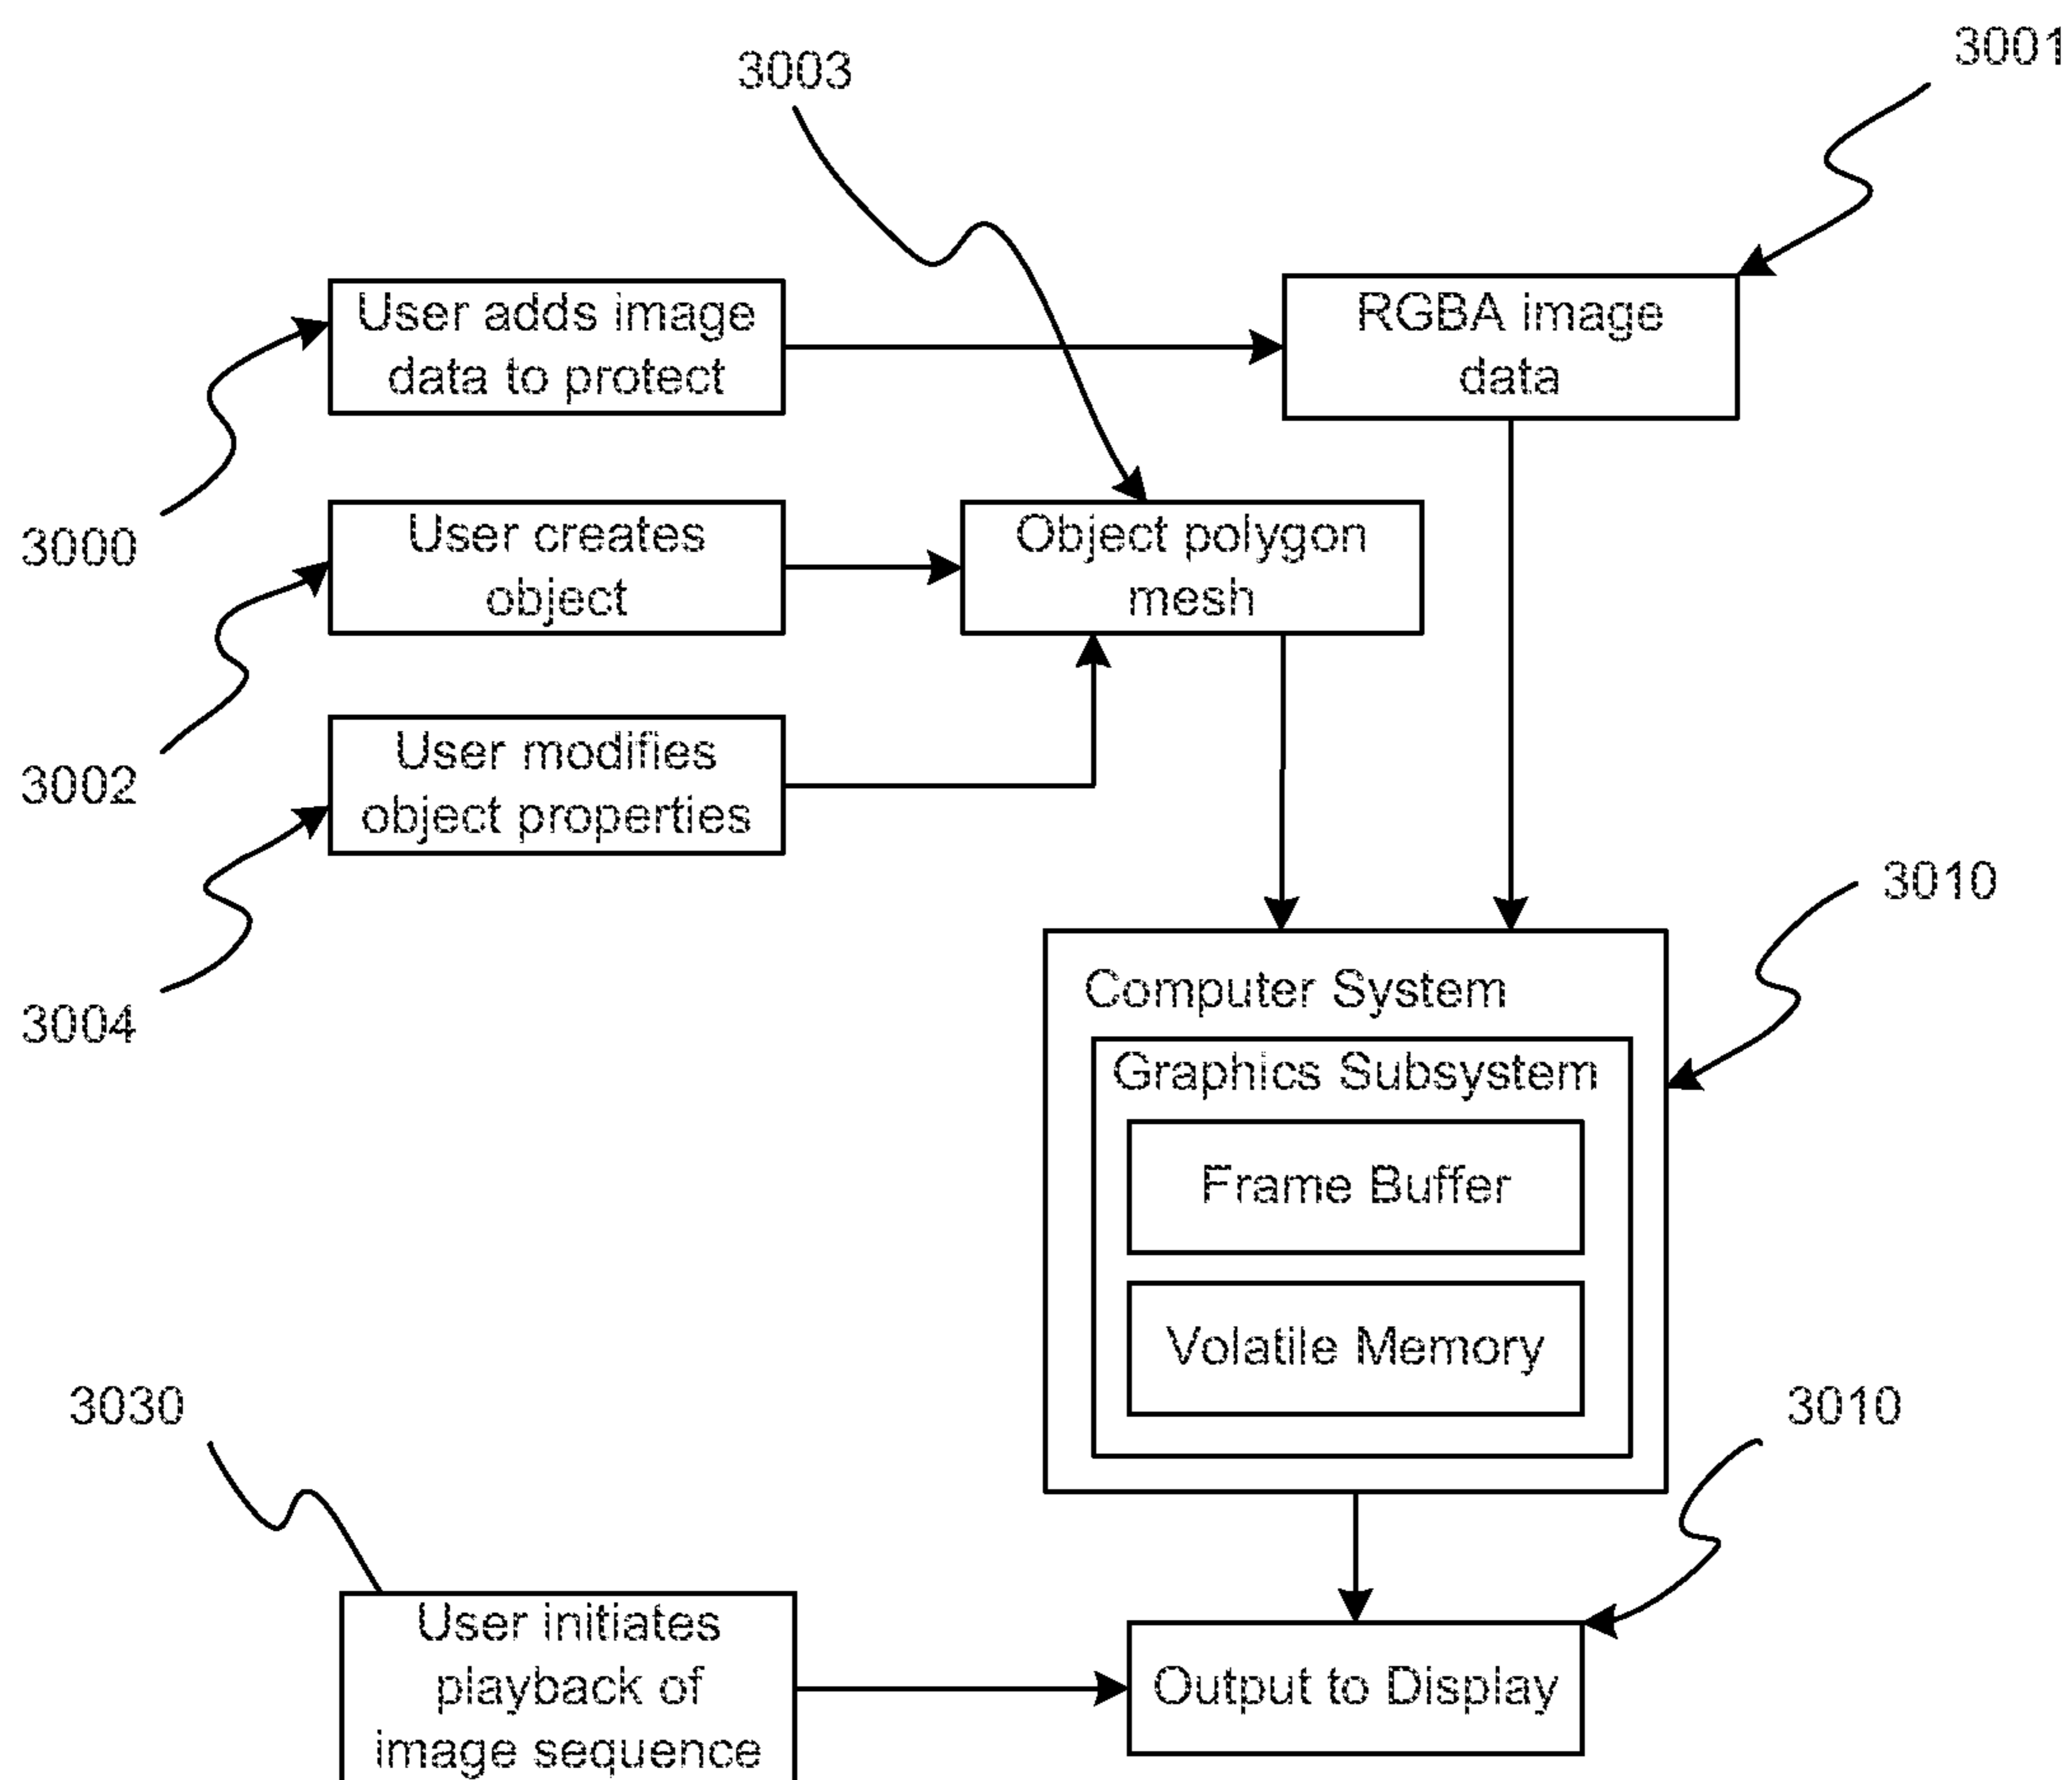 3001
3003
User adds image
data to protect
RGBA image
data
3000
User creates
object
Object polygon
mesh
3002
User modifies
object properties
3004
3010
Computer System
Graphics Subsystem
Frame Buffer
Volatile Memory
3030
3010
User initiates
playback of
image sequence
Output to Display